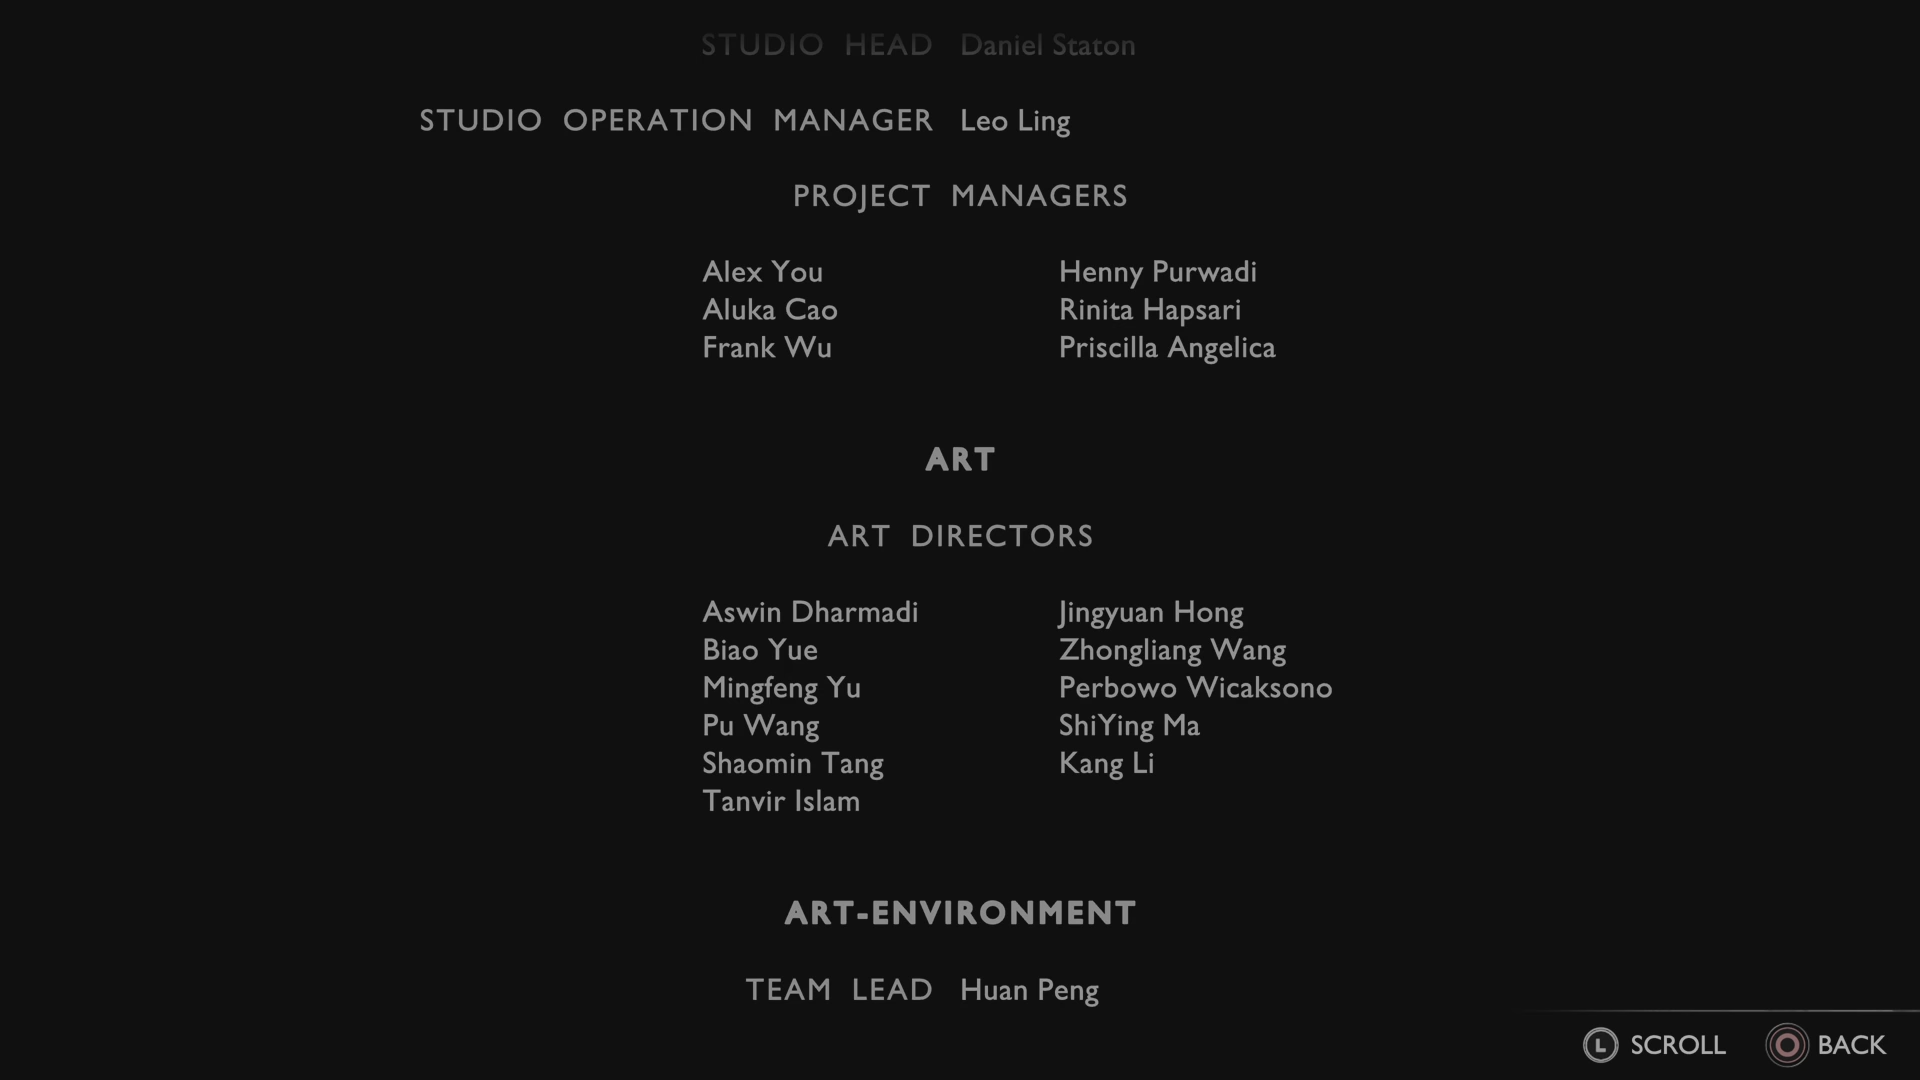 STUDIO HEAD Daniel Staton
STUDIO OPERATION MANAGER Leo Ling
PROJECT MANAGERS
Alex You Henny Purwadi
Aluka Cao Rinita Hapsari
Frank Wu Priscilla Angelica
ART
ART DIRECTORS
Aswin Dharmadi Jingyuan Hong
Biao Yue Zhongliang Wang
Mingfeng Yu Perbowo Wicaksono
Pu Wang ShiYing Ma
Shaomin Tang Kang Li
Tanvir Islam
ART-ENVIRONMENT
TEAM LEAD Huan Peng
L SCROLL BACK